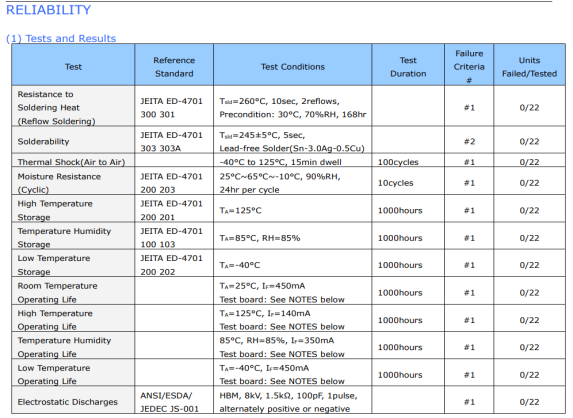 RELIABILITY
(1) Tests and Results
Test Reference Standard Test Conditions Test Duration Failure Criteria # Units Failed/Tested
Resistance to
Soldering Heat
(Reflow Soldering)
JEITA ED-4701
300 301
Tsld=260°C, 10sec, 2reflows,
Precondition: 30°C, 70%RH, 168hr
#1
0/22
Solderability
JEITA ED-4701
303 303A
Tsld=245±5°C, 5sec,
Lead-free Solder(Sn-3.0Ag-0.5Cu)
#2
0/22
Thermal Shock(Air to Air)
-40°C to 125°C, 15min dwell
100cycles
#1
0/22
Moisture Resistance
(Cyclic)
JEITA ED-4701
200 203
25°C~65°C~-10°C, 90%RH,
24hr per cycle
10cycles
#1
0/22
High Temperature
Storage
JEITA ED-4701
200 201
TA=125°C
1000hours
#1
0/22
Temperature Humidity
Storage
JEITA ED-4701
100 103
TA=85°C, RH=85%
1000hours
#1
0/22
Low Temperature
Storage
JEITA ED-4701
200 202
TA=-40°C
1000hours
#1
0/22
Room Temperature
Operating Life
TA=25°C, IF=450mA
Test board: See NOTES below
1000hours
#1
0/22
High Temperature
Operating Life
TA=125°C, IF=140mA
Test board: See NOTES below
1000hours
#1
0/22
Temperature Humidity
Operating Life
85°C, RH=85%, IF=350mA
Test board: See NOTES below
1000hours
#1
0/22
Low Temperature
Operating Life
TA=-40°C, IF=450mA
Test board: See NOTES below
1000hours
#1
0/22
Electrostatic Discharges
ANSI/ESDA/
JEDEC JS-001
HBM, 8kV, 1.5kΩ, 100pF, 1pulse,
alternately positive or negative
#1
0/22